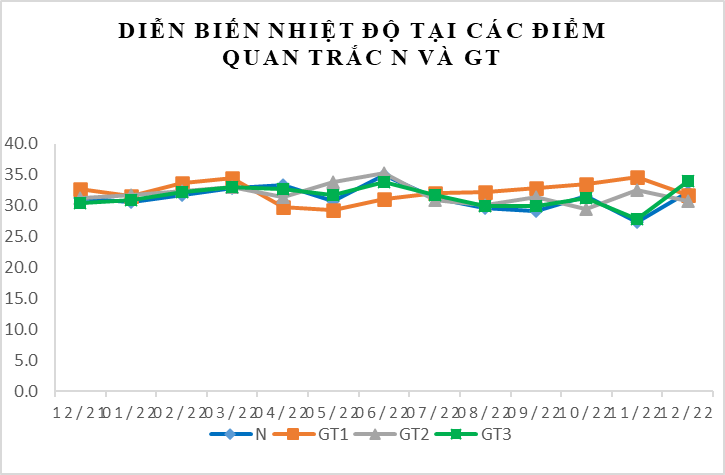 DIỄN BIẾN NHIỆT ĐỘ TẠI CÁC ĐIỂM
QUAN TRẮC N VÀ GT
40.0
35.0
30.0
25.0
20.0
15.0
10.0
5.0
0.0
12/21 01/22 02/22 03/22 04/22 05/22 06/22 07/22 08/22 09/22 10/22 11/22 12/22
N GT1 GT2 GT3